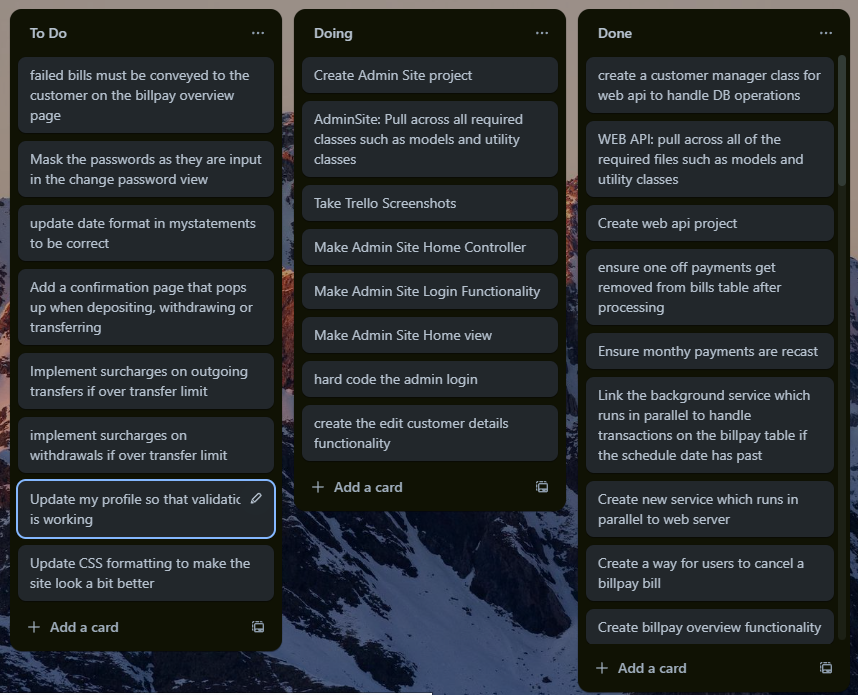 To Do
failed bills must be conveyed to the
customer on the billpay overview
page
Mask the passwords as they are input
in the change password view
update date format in mystatements
to be correct
Add a confirmation page that pops
up when depositing, withdrawing or
transferring
Implement surcharges on outgoing
transfers if over transfer limit
implement surcharges on
withdrawals if over transfer limit
Update my profile so that validatic
is working
Update CSS formatting to make the
site look a bit better
Add a card
Doing
Create Admin Site project
AdminSite: Pull across all required
classes such as models and utility
classes
Take Trello Screenshots
Make Admin Site Home Controller
Make Admin Site Login Functionality
Make Admin Site Home view
hard code the admin login
create the edit customer details
functionality
Add a card
Done
create a customer manager class for
web api to handle DB operations
WEB API: pull across all of the
required files such as models and
utility classes
Create web api project
ensure one off payments get
removed from bills table after
processing
Ensure monthy payments are recast
Link the background service which
runs in parallel to handle
transactions on the billpay table if
the schedule date has past
Create new service which runs in
parallel to web server
Create a way for users to cancel a
billpay bill
Create billpay overview functionality
Add a card